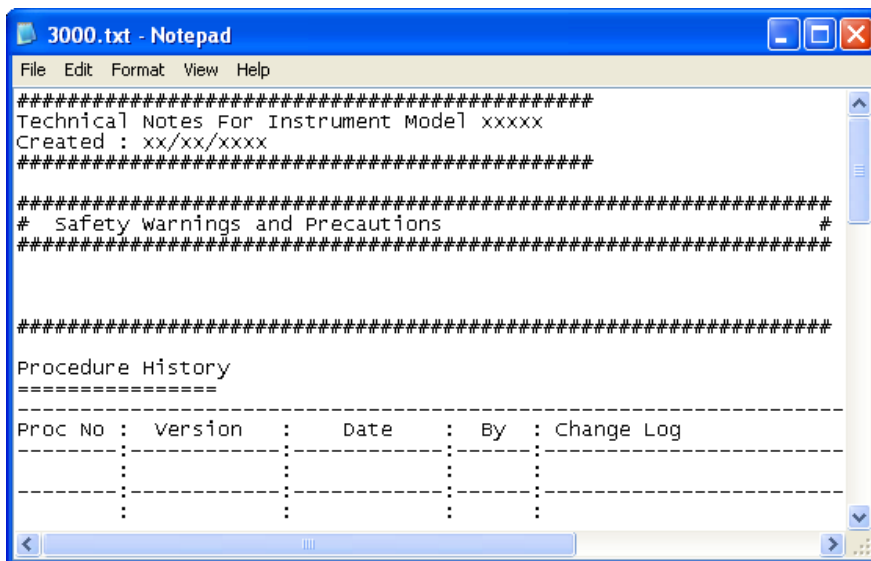 3000.txt - Notepad
File Edit Format View Help
##############################################
Technical Notes For Instrument Model xxxxx
Created : xx/xx/xxxx
##############################################
#################################################################
#  Safety Warnings and Precautions                              #
#################################################################
#################################################################
Procedure History
================
------------------------------------------------------------------
Proc No :  Version   :    Date    :  By  : Change Log
--------:------------:------------:------:------------------------
        :            :            :      :
--------:------------:------------:------:------------------------
        :            :            :      :